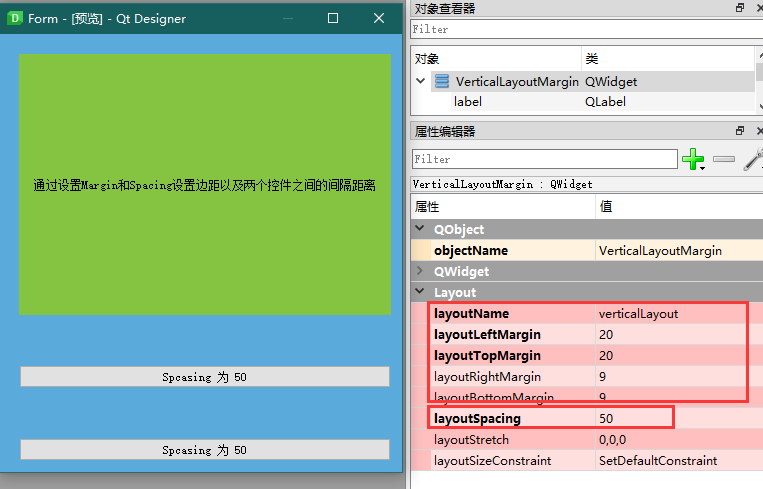 Form - [预览] - Qt Designer
通过设置Margin和Spacing设置边距以及两个控件之间的间隔距离
Spcasing 为 50
Spcasing 为 50
对象查看器
Filter
对象 类
VerticalLayoutMargin QWidget
label QLabel
属性编辑器
Filter
VerticalLayoutMargin : QWidget
属性 值
QObject
objectName VerticalLayoutMargin
QWidget
Layout
layoutName verticalLayout
layoutLeftMargin 20
layoutTopMargin 20
layoutRightMargin 9
layoutBottomMargin 9
layoutSpacing 50
layoutStretch 0,0,0
layoutSizeConstraint SetDefaultConstraint